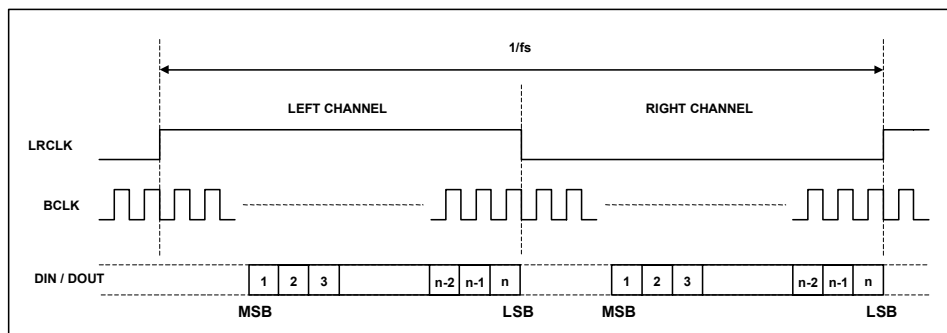 1/fs
LEFT CHANNEL RIGHT CHANNEL
LRCLK
BCLK
DIN / DOUT 1 2 3 n-2 n-1 n 1 2 3 n-2 n-1 n
MSB LSB MSB LSB